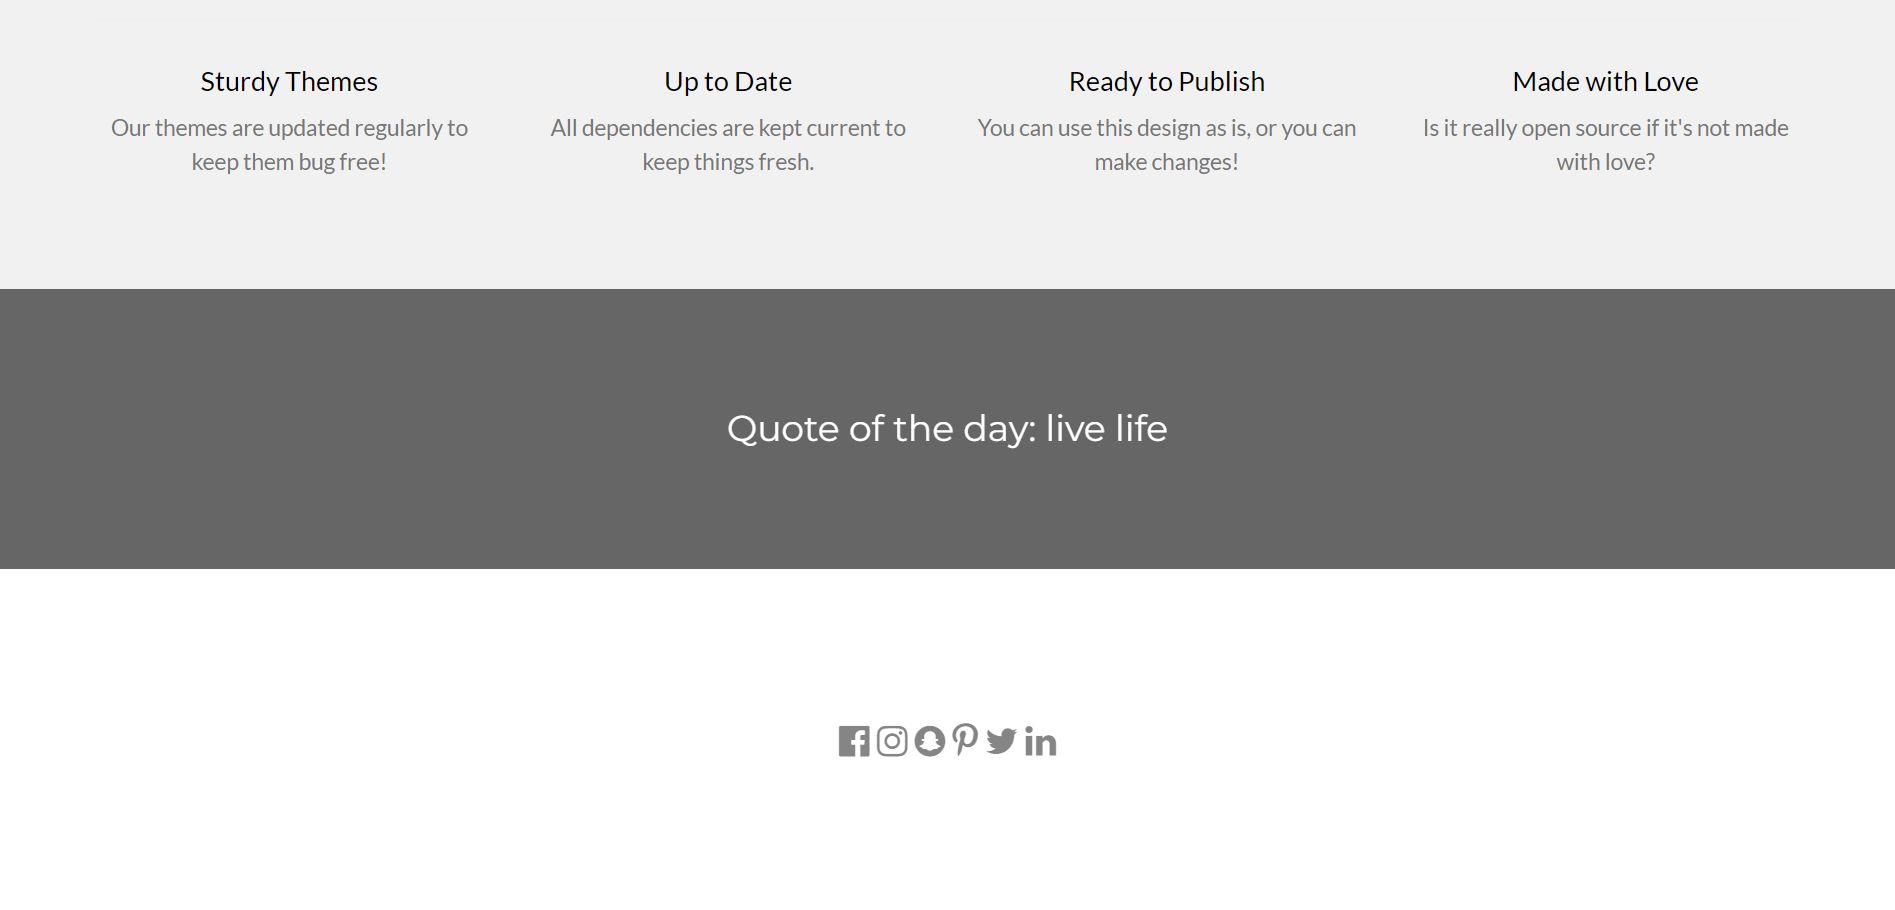 Sturdy Themes
Our themes are updated regularly to
keep them bug free!
Up to Date
All dependencies are kept current to
keep things fresh.
Ready to Publish
You can use this design as is, or you can
make changes!
Made with Love
Is it really open source if it's not made
with love?
Quote of the day: live life